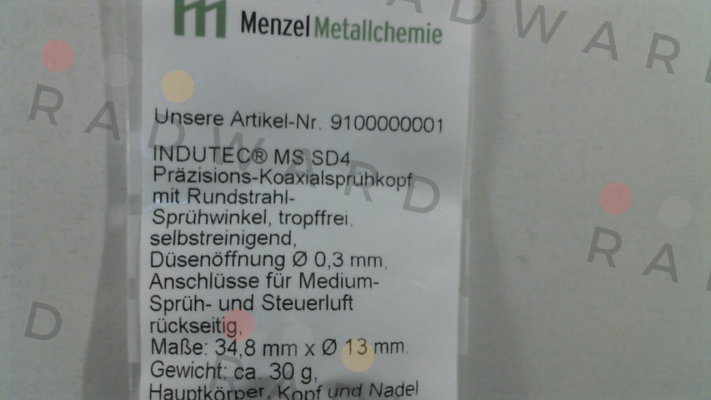 Menzel Metallchemie
Unsere Artikel-Nr. 9100000001
INDUTEC® MS SD4
Präzisions-Koaxialsprühkopf
mit Rundstrahl-
Sprühwinkel, tropffrei,
selbstreinigend,
Düsenöffnung Ø 0,3 mm,
Anschlüsse für Medium-
Sprüh- und Steuerluft
rückseitig,
Maße: 34,8 mm x Ø 13 mm,
Gewicht: ca. 30 g,
Hauptkörper, Kopf und Nadel
RADWARD